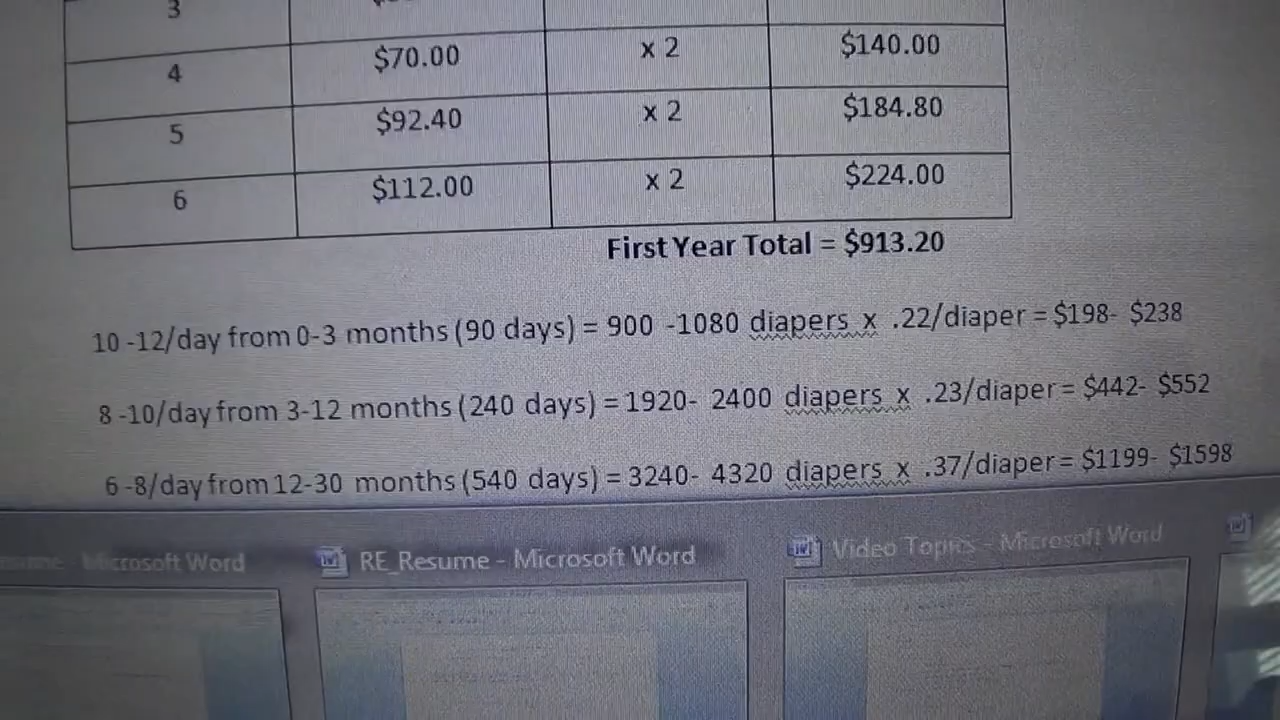 3
4 $70.00 x 2 $140.00
5 $92.40 x 2 $184.80
6 $112.00 x 2 $224.00
First Year Total = $913.20
10 -12/day from 0-3 months (90 days) = 900 -1080 diapers x .22/diaper = $198- $238
8 -10/day from 3-12 months (240 days) = 1920- 2400 diapers x .23/diaper= $442- $552
6 -8/day from 12-30 months (540 days) = 3240- 4320 diapers x .37/diaper= $1199- $1598
- Microsoft Word RE_Resume - Microsoft Word Video Topics - Microsoft Word